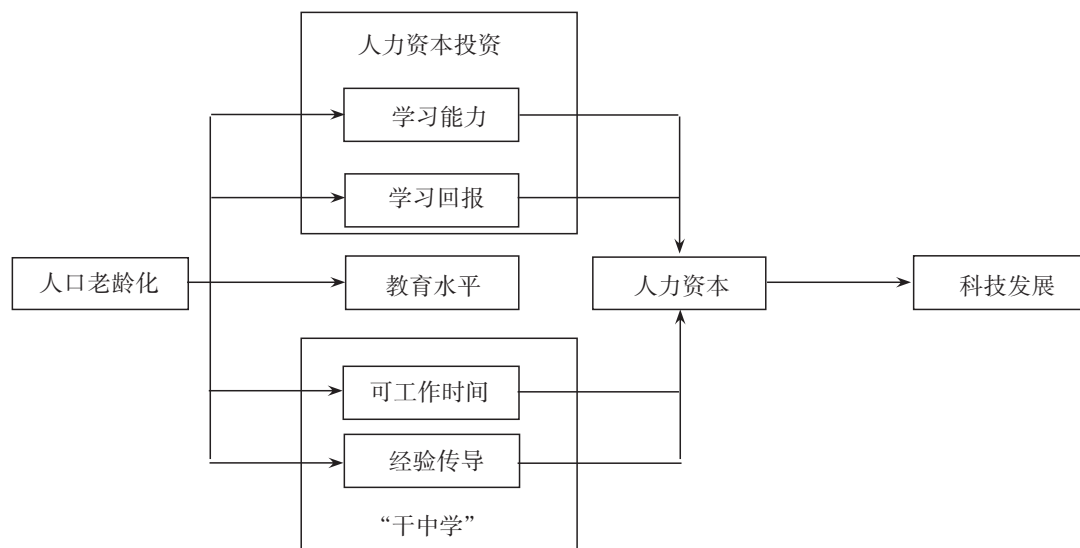 人力资本投资
学习能力
学习回报
人口老龄化
教育水平
人力资本
科技发展
可工作时间
经验传导
“干中学”